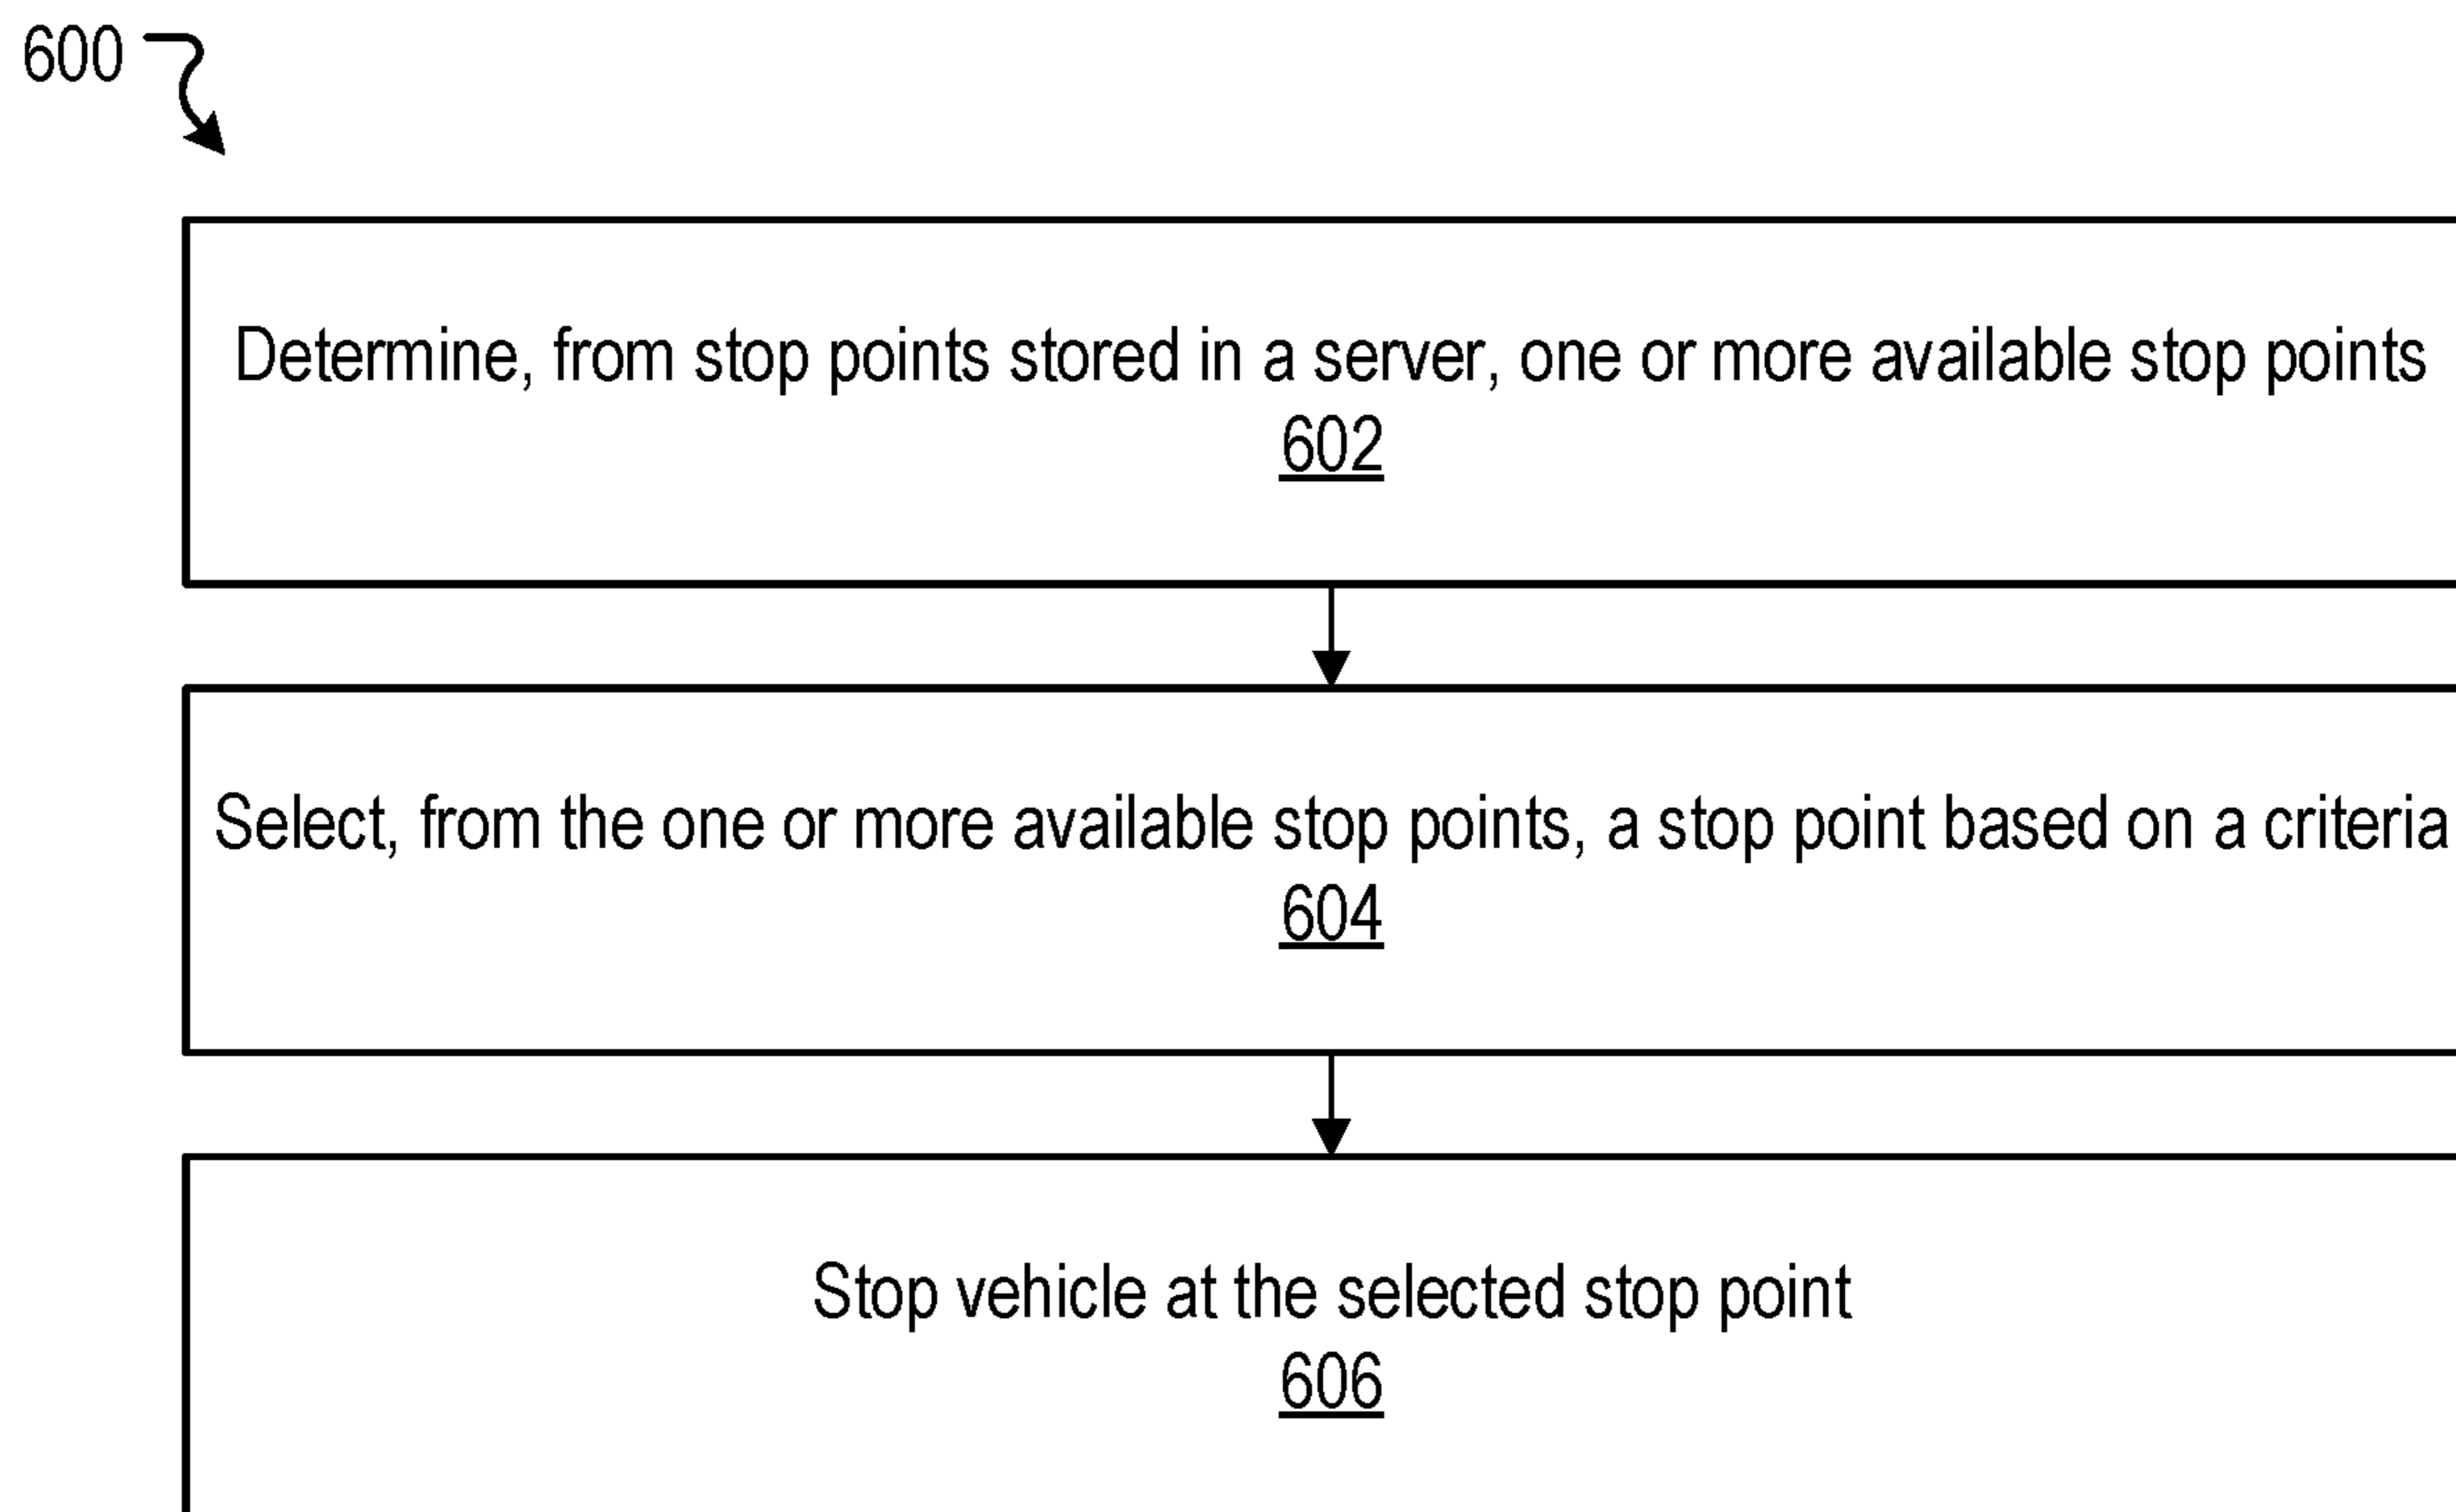 600
Determine, from stop points stored in a server, one or more available stop points
602
Select, from the one or more available stop points, a stop point based on a criteria
604
Stop vehicle at the selected stop point
606